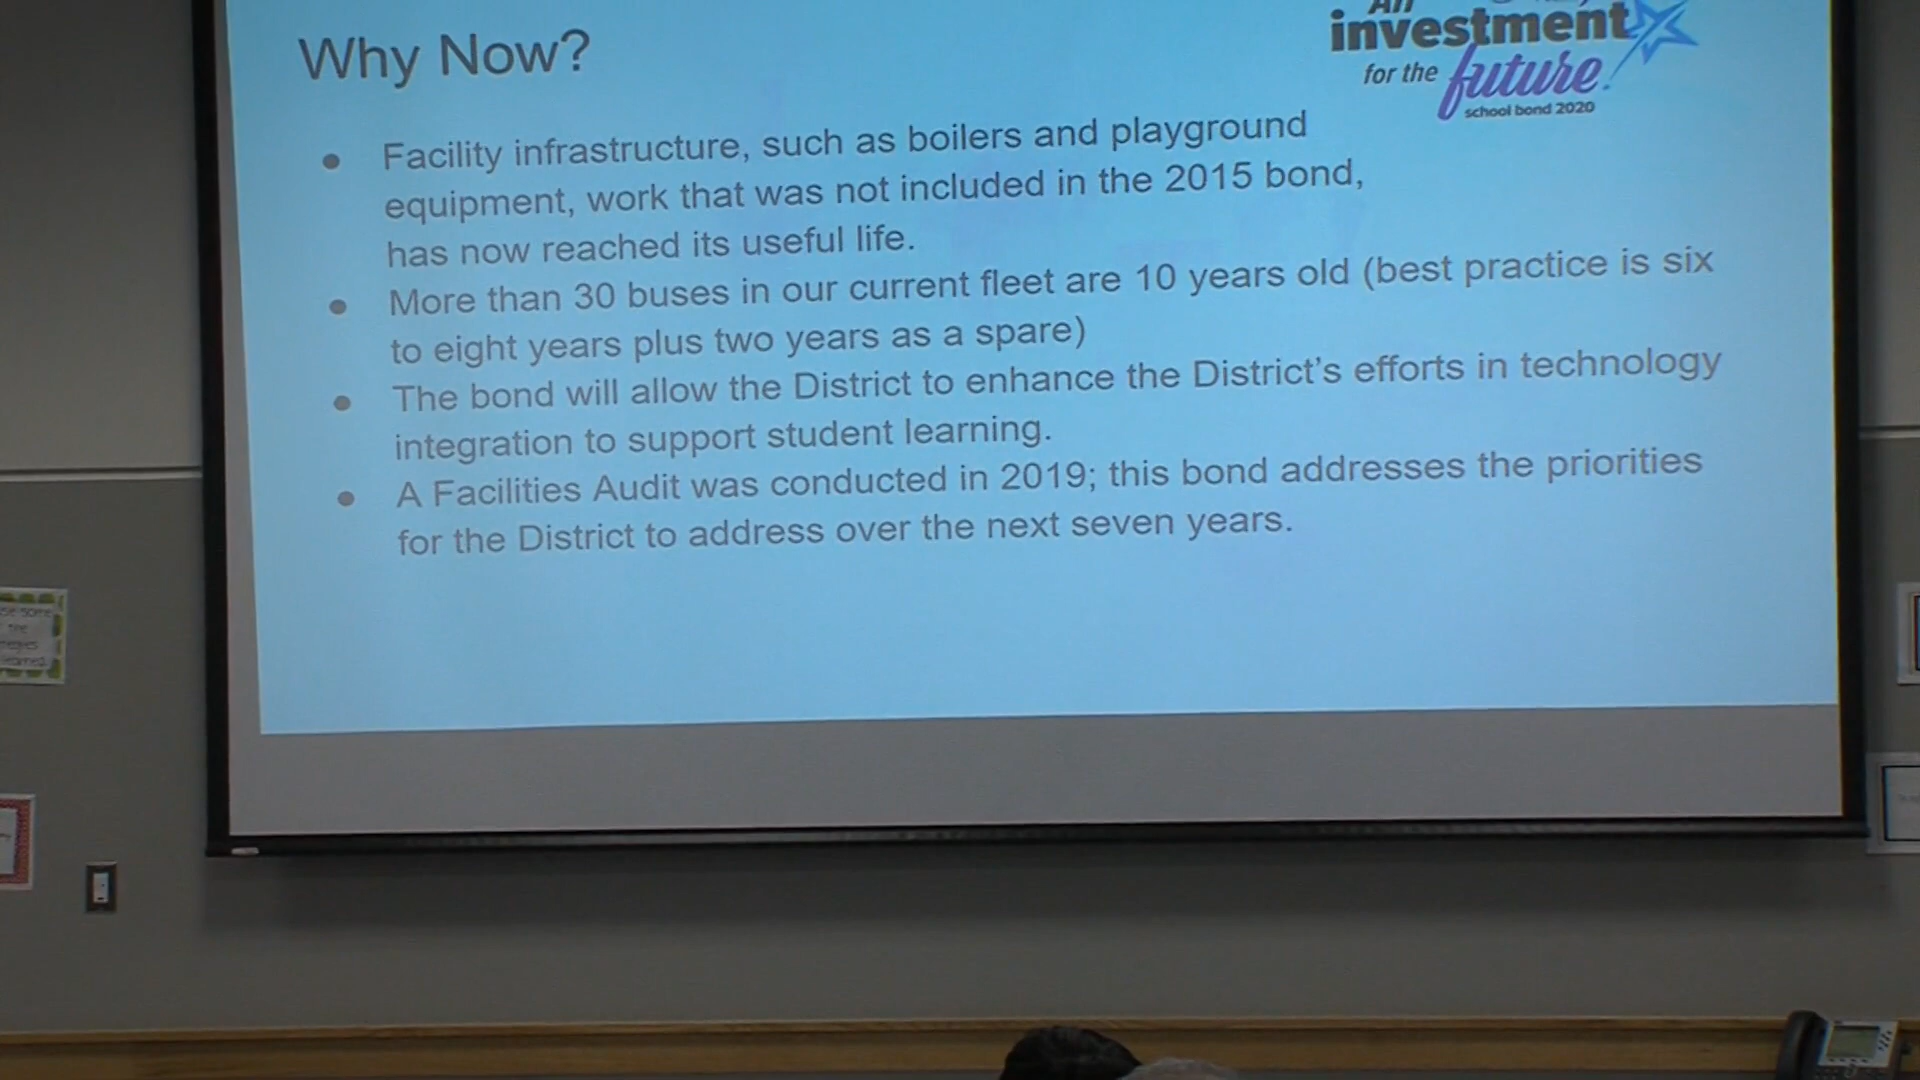 Why Now?
An
investment
for the future!
school bond 2020
● Facility infrastructure, such as boilers and playground
equipment, work that was not included in the 2015 bond,
has now reached its useful life.
● More than 30 buses in our current fleet are 10 years old (best practice is six
to eight years plus two years as a spare)
● The bond will allow the District to enhance the District's efforts in technology
integration to support student learning.
● A Facilities Audit was conducted in 2019; this bond addresses the priorities
for the District to address over the next seven years.
some
learned